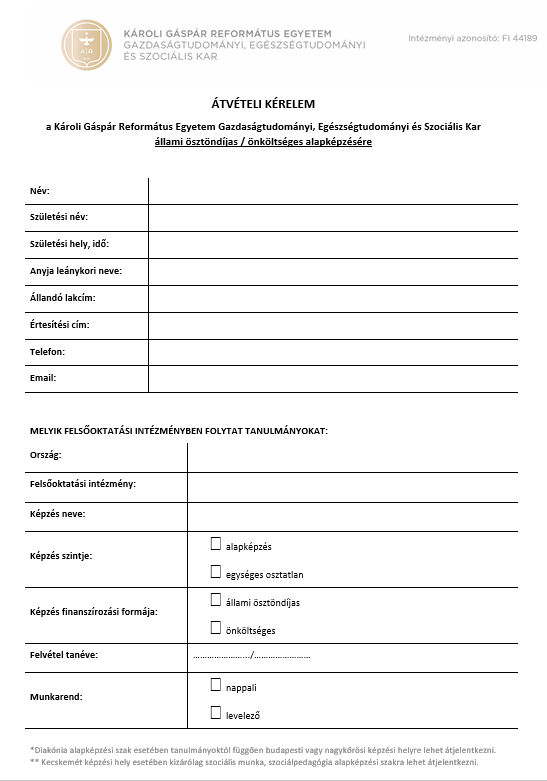 KÁROLI GÁSPÁR REFORMÁTUS EGYETEM
GAZDASÁGTUDOMÁNYI, EGÉSZSÉGTUDOMÁNYI
ÉS SZOCIÁLIS KAR
Intézményi azonosító: FI 44189
ÁTVÉTELI KÉRELEM
a Károli Gáspár Református Egyetem Gazdaságtudományi, Egészségtudományi és Szociális Kar
állami ösztöndíjas / önköltséges alapképzésére
Név:
Születési név:
Születési hely, idő:
Anyja leánykori neve:
Állandó lakcím:
Értesítési cím:
Telefon:
Email:
MELYIK FELSŐOKTATÁSI INTÉZMÉNYBEN FOLYTAT TANULMÁNYOKAT:
Ország:
Felsőoktatási intézmény:
Képzés neve:
Képzés szintje:
☐ alapképzés
☐ egységes osztatlan
Képzés finanszírozási formája:
☐ állami ösztöndíjas
☐ önköltséges
Felvétel tanéve:
…………………../……………………
Munkarend:
☐ nappali
☐ levelező
*Diakónia alapképzési szak esetében tanulmányoktól függően budapesti vagy nagykőrösi képzési helyre lehet átjelentkezni.
** Kecskemét képzési hely esetében kizárólag szociális munka, szociálpedagógia alapképzési szakra lehet átjelentkezni.